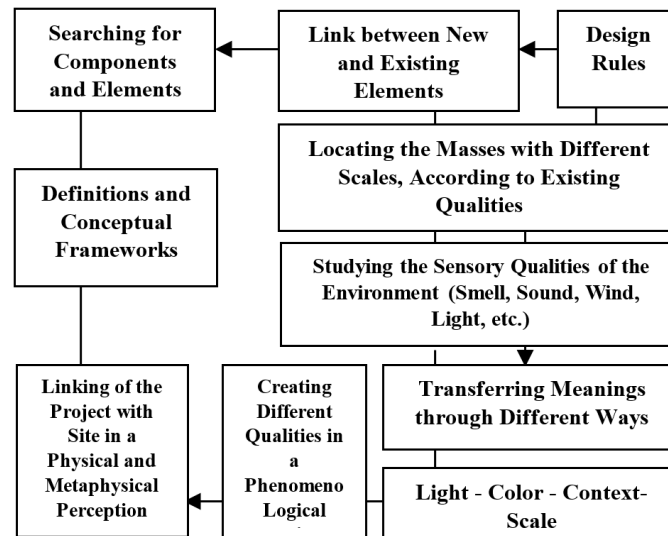 Searching for
Components
and Elements
Link between New
and Existing
Elements
Design
Rules
Locating the Masses with Different
Scales, According to Existing
Qualities
Definitions and
Conceptual
Frameworks
Studying the Sensory Qualities of the
Environment (Smell, Sound, Wind,
Light, etc.)
Linking of the
Project with
Site in a
Physical and
Metaphysical
Perception
Creating
Different
Qualities in
a
Phenomeno
Logical
Transferring Meanings
through Different Ways
Light - Color - Context-
Scale